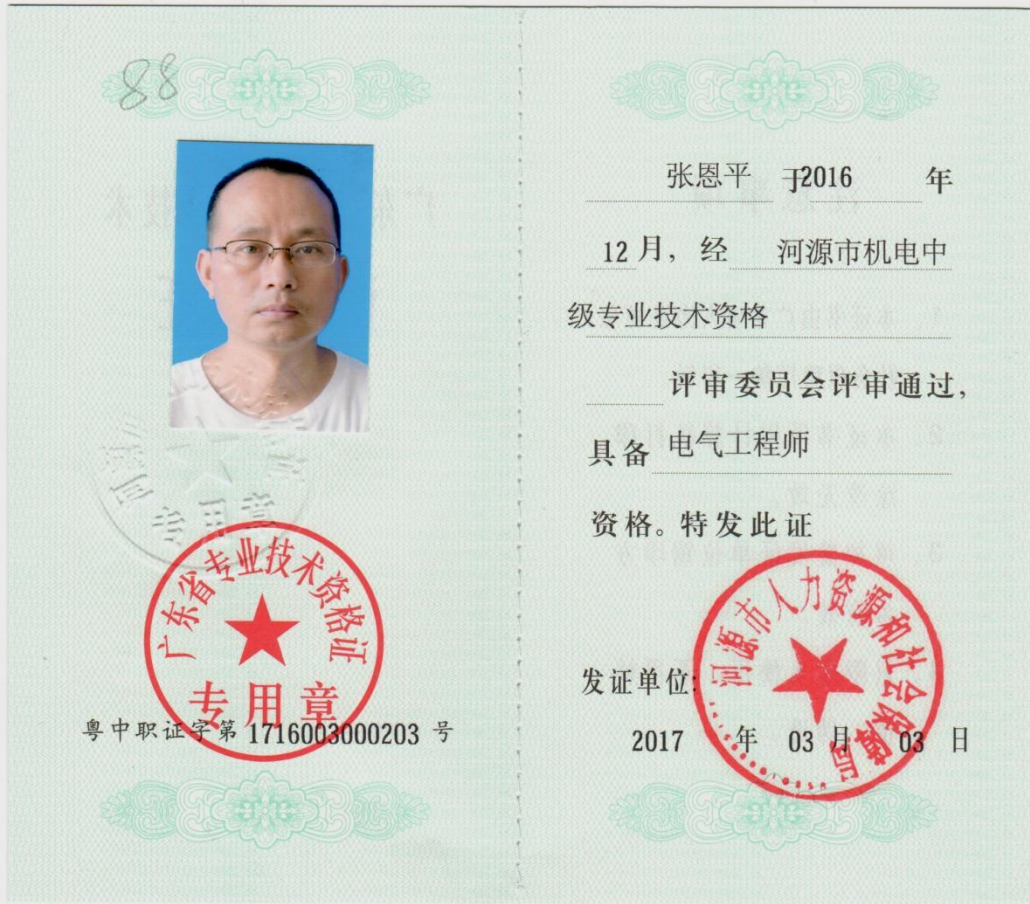 88
专用章
广东省专业技术资格证
专用章
粤中职证字第 1716003000203 号
张恩平 于2016 年
12 月，经 河源市机电中
级专业技术资格
评审委员会评审通过，
具备 电气工程师
资格。特发此证
河源市人力资源和社会保障局
发证单位:
2017 年 03 月 03 日